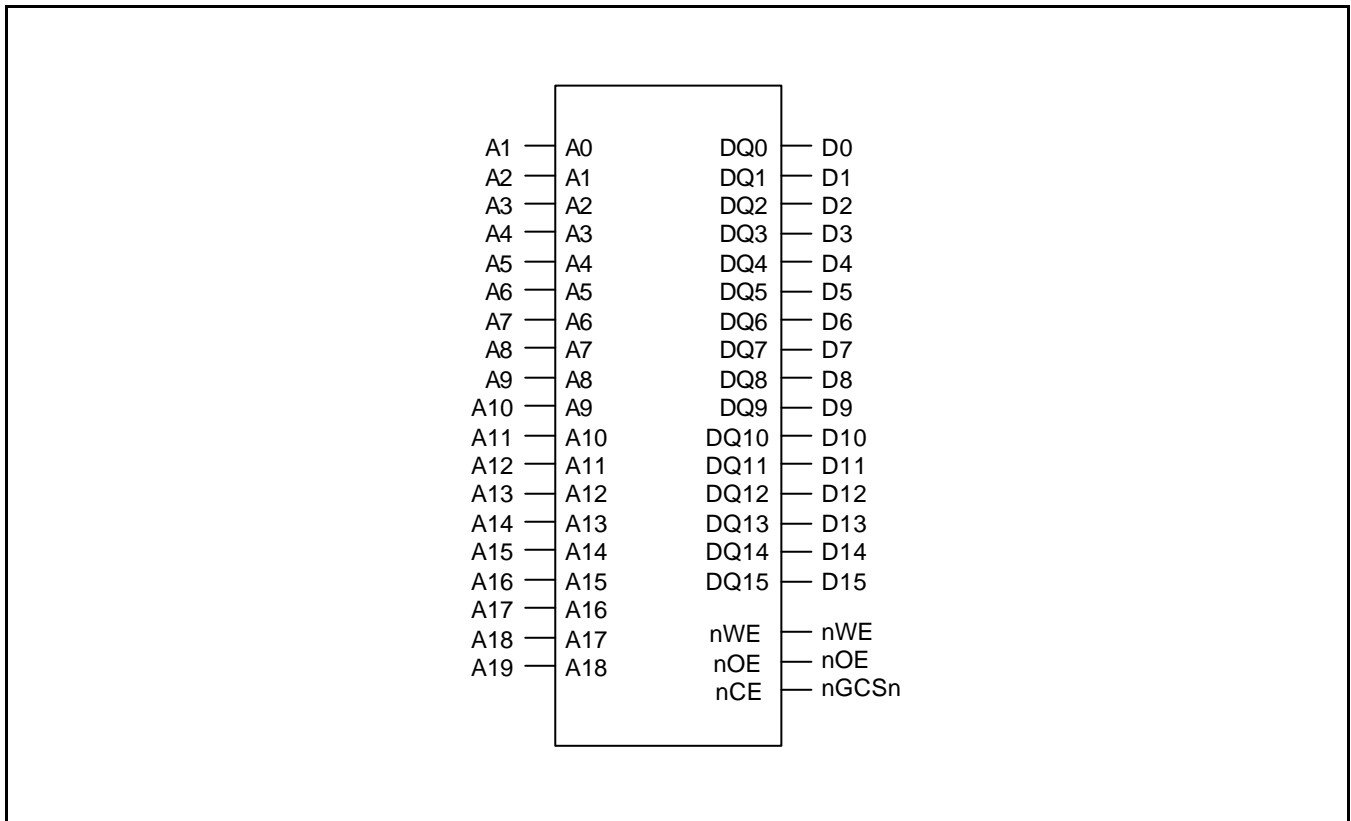 A1 A0 DQ0 D0
A2 A1 DQ1 D1
A3 A2 DQ2 D2
A4 A3 DQ3 D3
A5 A4 DQ4 D4
A6 A5 DQ5 D5
A7 A6 DQ6 D6
A8 A7 DQ7 D7
A9 A8 DQ8 D8
A10 A9 DQ9 D9
A11 A10 DQ10 D10
A12 A11 DQ11 D11
A13 A12 DQ12 D12
A14 A13 DQ13 D13
A15 A14 DQ14 D14
A16 A15 DQ15 D15
A17 A16
A18 A17 nWE nWE
A19 A18 nOE nOE
nCE nGCSn